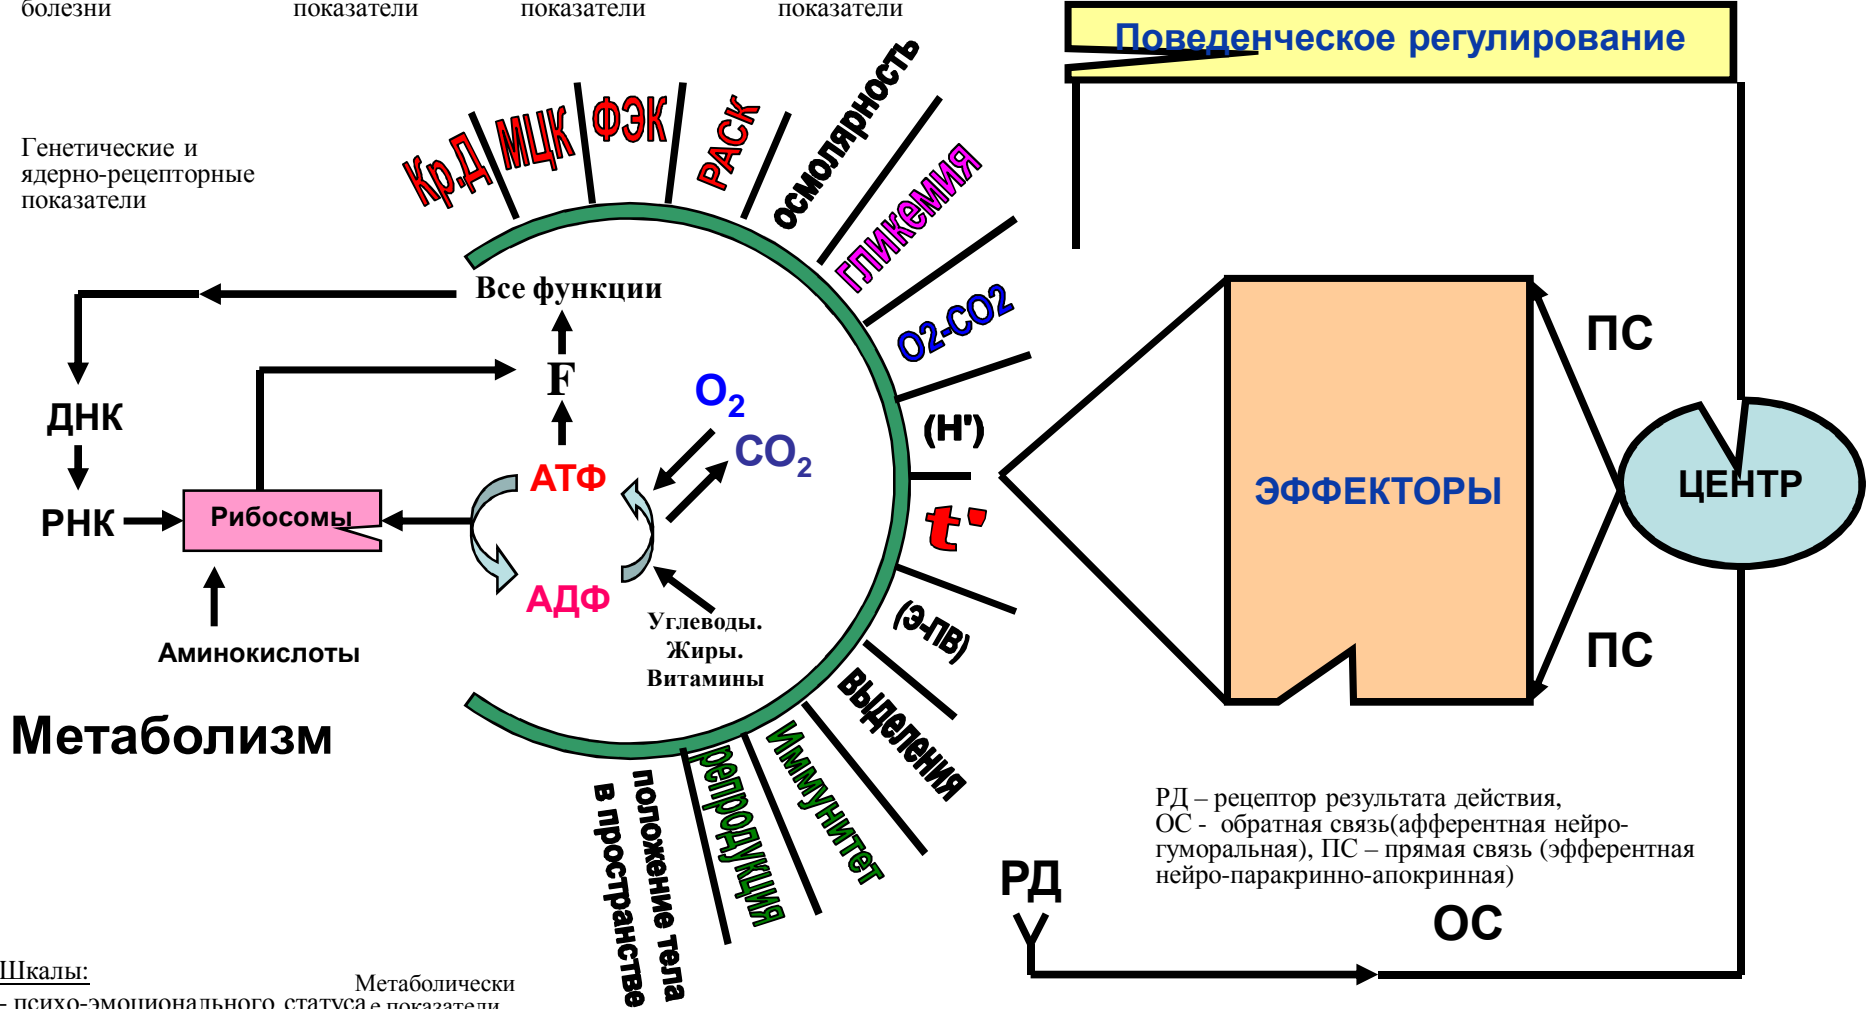 болезни
показатели
показатели
показатели
Поведенческое регулирование
Генетические и
ядерно-рецепторные
показатели
Кр.Д
МЦК
ФЭК
РАСК
осмолярность
гликемия
О2-СО2
(Н')
t'
(Э-ПВ)
выделения
Иммунитет
репродукция
положение тела
в пространстве
Все функции
F
O2
CO2
АТФ
АДФ
ДНК
РНК
Рибосомы
Аминокислоты
Углеводы.
Жиры.
Витамины
Метаболизм
ПС
ЭФФЕКТОРЫ
ЦЕНТР
ПС
РД – рецептор результата действия,
ОС - обратная связь(афферентная нейро-
гуморальная), ПС – прямая связь (эфферентная
нейро-паракринно-апокринная)
РД
ОС
Шкалы:
- психо-эмоционального статуса
Метаболически
е показатели